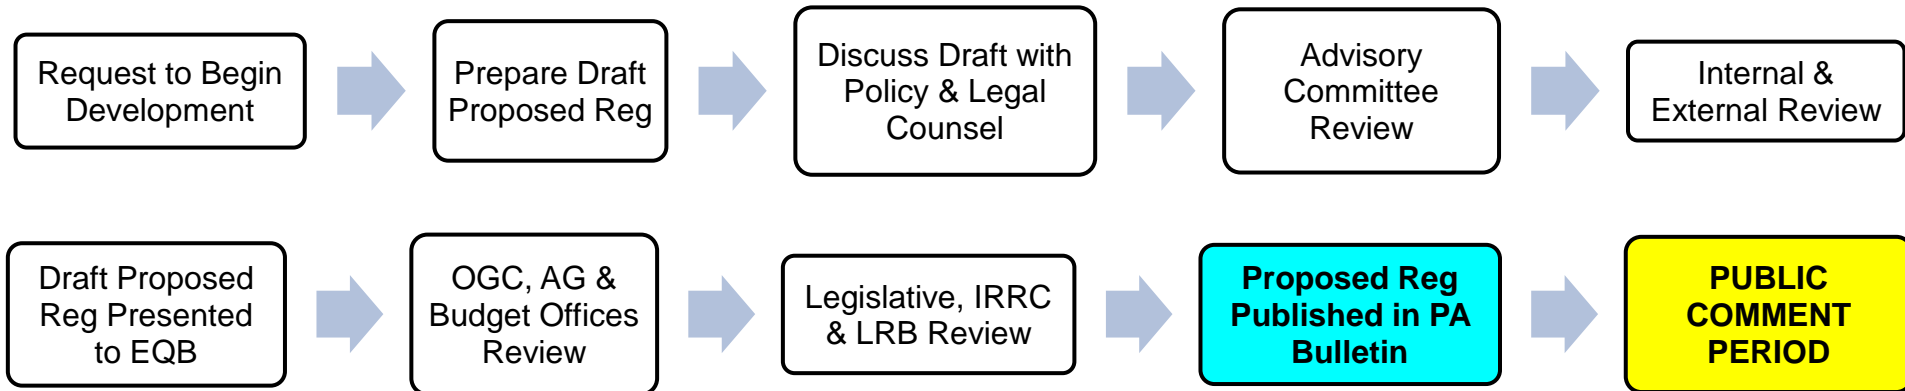 Request to Begin
Development
Prepare Draft
Proposed Reg
Discuss Draft with
Policy & Legal
Counsel
Advisory
Committee
Review
Internal &
External Review
Draft Proposed
Reg Presented
to EQB
OGC, AG &
Budget Offices
Review
Legislative, IRRC
& LRB Review
Proposed Reg
Published in PA
Bulletin
PUBLIC
COMMENT
PERIOD